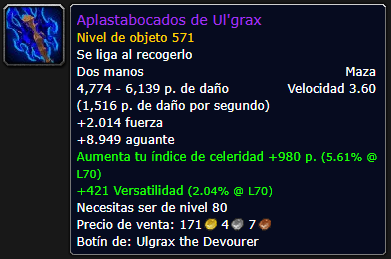 Aplastabocados de Ul'grax
Nivel de objeto 571
Se liga al recogerlo
Dos manos Maza
4,774 - 6,139 p. de daño Velocidad 3.60
(1,516 p. de daño por segundo)
+2.014 fuerza
+8.949 aguante
Aumenta tu índice de celeridad +980 p. (5.61% @
L70)
+421 Versatilidad (2.04% @ L70)
Necesitas ser de nivel 80
Precio de venta: 171 4 7
Botín de: Ulgrax the Devourer